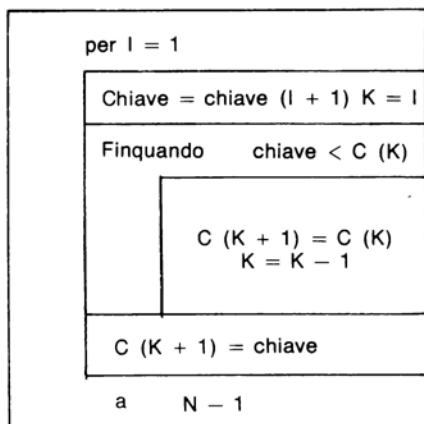 per I = 1
Chiave = chiave (I + 1) K = I
Finquando chiave < C (K)
C (K + 1) = C (K)
K = K − 1
C (K + 1) = chiave
a N − 1